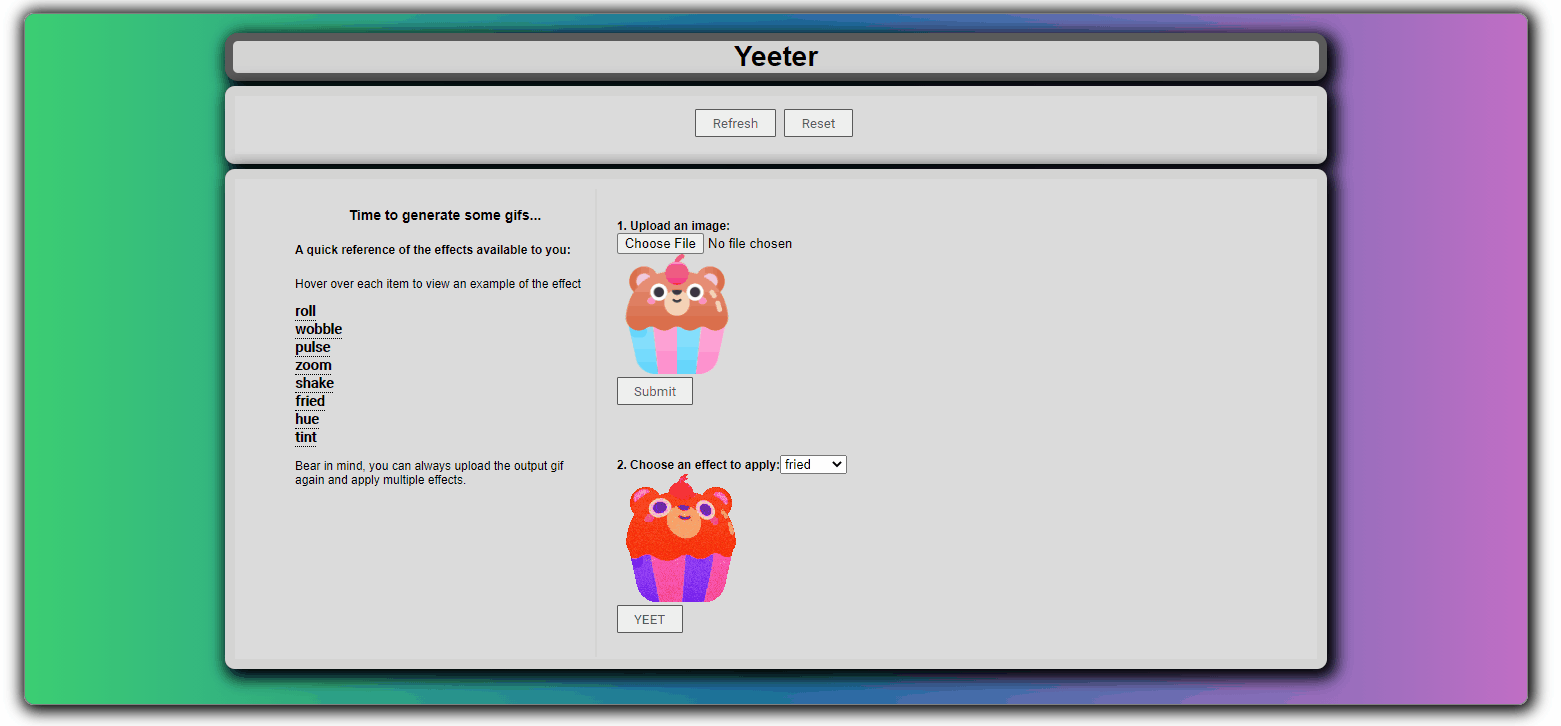 Yeeter
Refresh Reset
Time to generate some gifs...
A quick reference of the effects available to you:
Hover over each item to view an example of the effect
roll
wobble
pulse
zoom
shake
fried
hue
tint
Bear in mind, you can always upload the output gif
again and apply multiple effects.
1. Upload an image:
Choose File No file chosen
Submit
2. Choose an effect to apply: fried
YEET